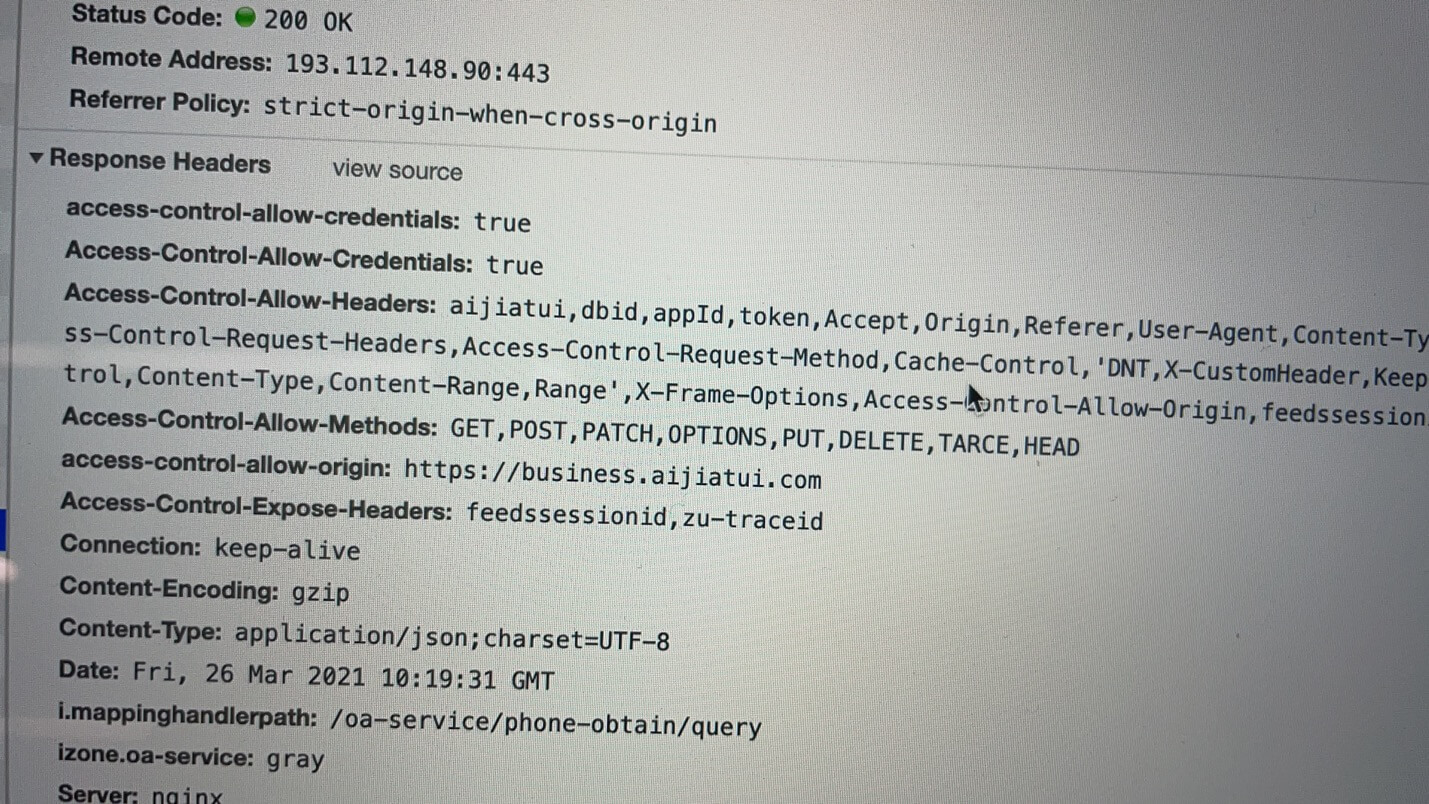 Status Code: 200 OK
Remote Address: 193.112.148.90:443
Referrer Policy: strict-origin-when-cross-origin
Response Headers view source
access-control-allow-credentials: true
Access-Control-Allow-Credentials: true
Access-Control-Allow-Headers: aijiatui,dbid,appId,token,Accept,Origin,Referer,User-Agent,Content-Ty
ss-Control-Request-Headers,Access-Control-Request-Method,Cache-Control,'DNT,X-CustomHeader,Keep
trol,Content-Type,Content-Range,Range',X-Frame-Options,Access-Control-Allow-Origin,feedssession
Access-Control-Allow-Methods: GET,POST,PATCH,OPTIONS,PUT,DELETE,TARCE,HEAD
access-control-allow-origin: https://business.aijiatui.com
Access-Control-Expose-Headers: feedssessionid,zu-traceid
Connection: keep-alive
Content-Encoding: gzip
Content-Type: application/json;charset=UTF-8
Date: Fri, 26 Mar 2021 10:19:31 GMT
i.mappinghandlerpath: /oa-service/phone-obtain/query
izone.oa-service: gray
Server: nginx